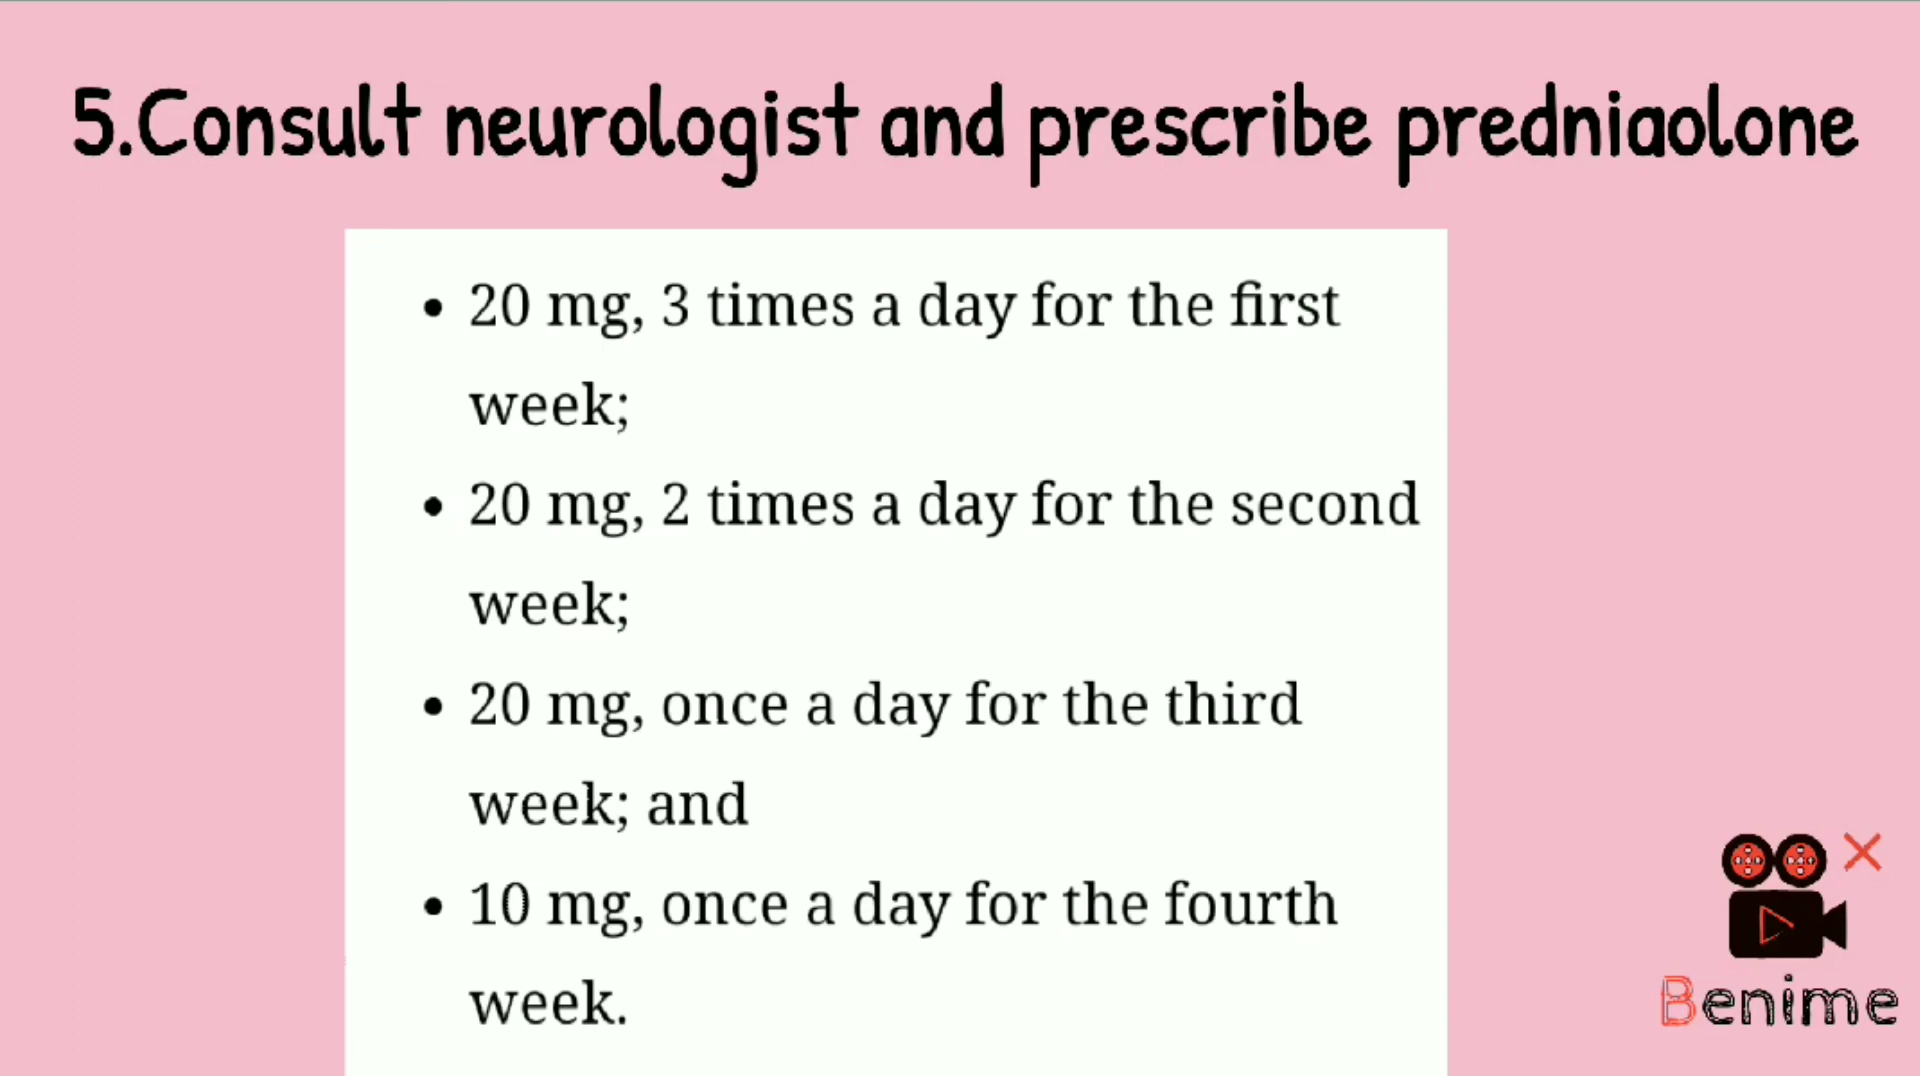 5.Consult neurologist and prescribe predniaolone
• 20 mg, 3 times a day for the first
week;
• 20 mg, 2 times a day for the second
week;
• 20 mg, once a day for the third
week; and
• 10 mg, once a day for the fourth
week.
Benime